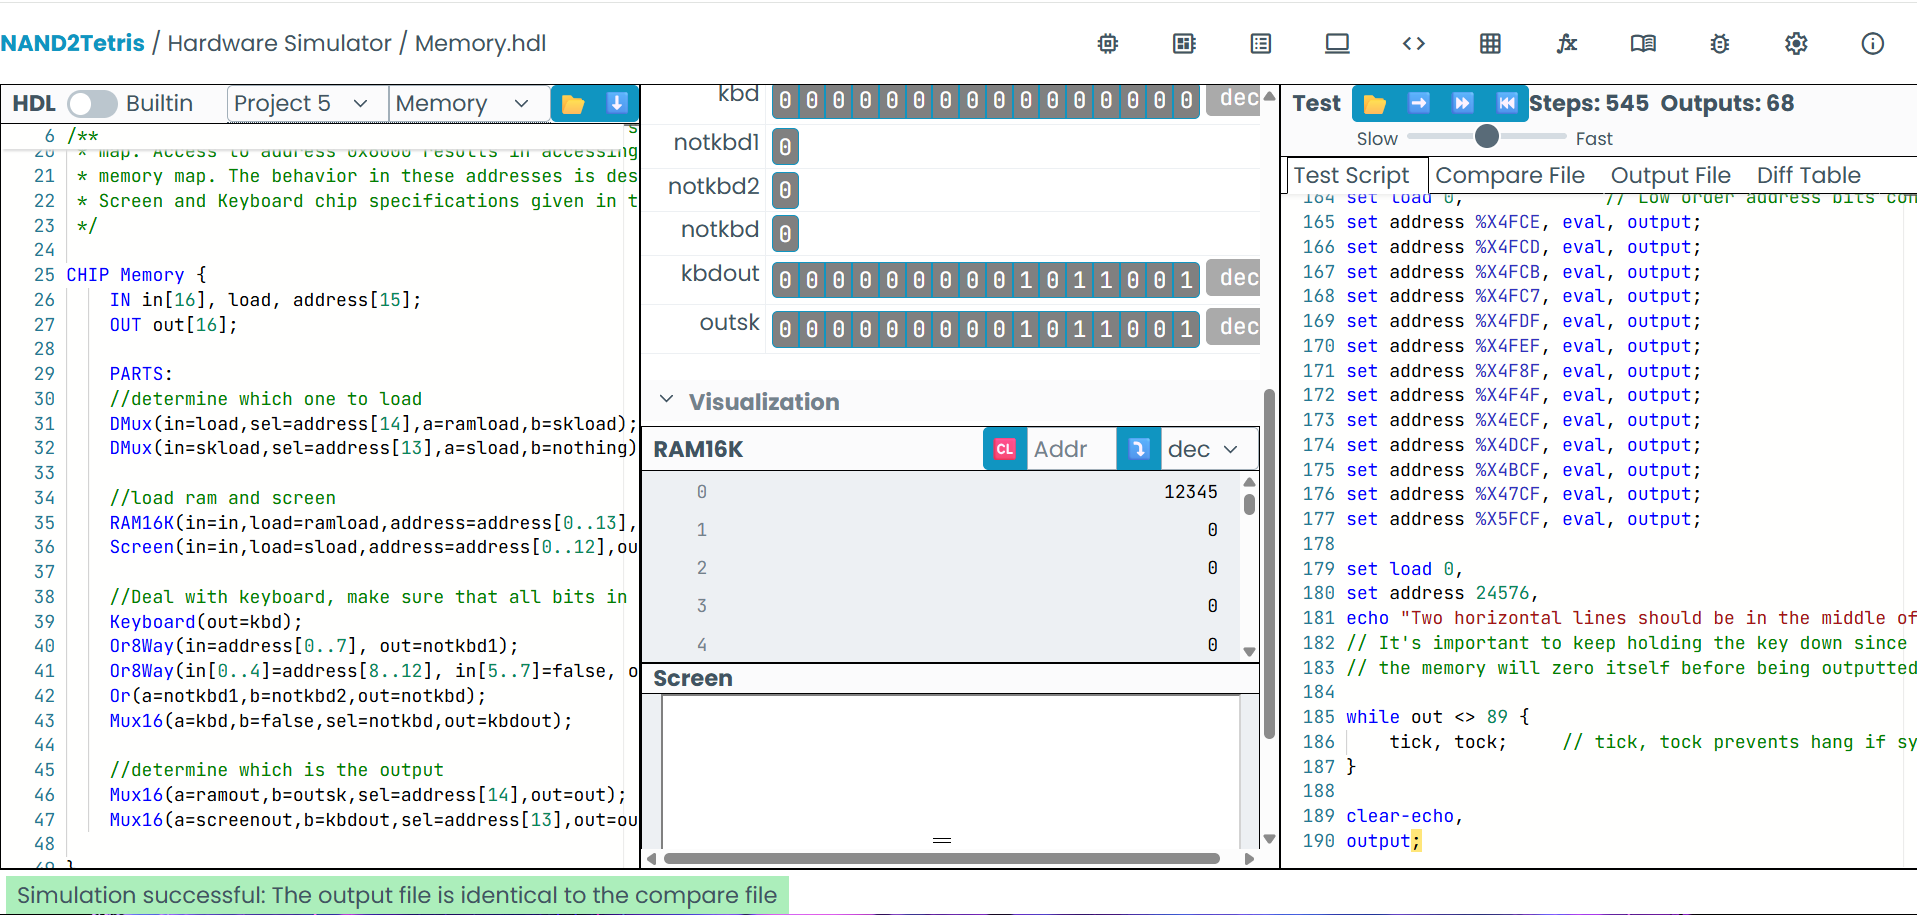 NAND2Tetris / Hardware Simulator / Memory.hdl
HDL Builtin Project 5 Memory
6 /**
20 * map. Access to address 0x6000 results in accessing
21 * memory map. The behavior in these addresses is des
22 * Screen and Keyboard chip specifications given in t
23 */
24
25 CHIP Memory {
26 IN in[16], load, address[15];
27 OUT out[16];
28
29 PARTS:
30 //determine which one to load
31 DMux(in=load,sel=address[14],a=ramload,b=skload);
32 DMux(in=skload,sel=address[13],a=sload,b=nothing)
33
34 //load ram and screen
35 RAM16K(in=in,load=ramload,address=address[0..13],
36 Screen(in=in,load=sload,address=address[0..12],ou
37
38 //Deal with keyboard, make sure that all bits in
39 Keyboard(out=kbd);
40 Or8Way(in=address[0..7], out=notkbd1);
41 Or8Way(in[0..4]=address[8..12], in[5..7]=false, o
42 Or(a=notkbd1,b=notkbd2,out=notkbd);
43 Mux16(a=kbd,b=false,sel=notkbd,out=kbdout);
44
45 //determine which is the output
46 Mux16(a=ramout,b=outsk,sel=address[14],out=out);
47 Mux16(a=screenout,b=kbdout,sel=address[13],out=ou
48
49 }
kbd 0 0 0 0 0 0 0 0 0 0 0 0 0 0 0 0 dec
notkbd1 0
notkbd2 0
notkbd 0
kbdout 0 0 0 0 0 0 0 0 0 1 0 1 1 0 0 1 dec
outsk 0 0 0 0 0 0 0 0 0 1 0 1 1 0 0 1 dec
Visualization
RAM16K CL Addr dec
0 12345
1 0
2 0
3 0
4 0
Screen
Test Steps: 545 Outputs: 68
Slow Fast
Test Script Compare File Output File Diff Table
164 set load 0, // Low order address bits con
165 set address %X4FCE, eval, output;
166 set address %X4FCD, eval, output;
167 set address %X4FCB, eval, output;
168 set address %X4FC7, eval, output;
169 set address %X4FDF, eval, output;
170 set address %X4FEF, eval, output;
171 set address %X4F8F, eval, output;
172 set address %X4F4F, eval, output;
173 set address %X4ECF, eval, output;
174 set address %X4DCF, eval, output;
175 set address %X4BCF, eval, output;
176 set address %X47CF, eval, output;
177 set address %X5FCF, eval, output;
178
179 set load 0,
180 set address 24576,
181 echo "Two horizontal lines should be in the middle of
182 // It's important to keep holding the key down since
183 // the memory will zero itself before being outputted
184
185 while out <> 89 {
186 tick, tock; // tick, tock prevents hang if sy
187 }
188
189 clear-echo,
190 output;
Simulation successful: The output file is identical to the compare file